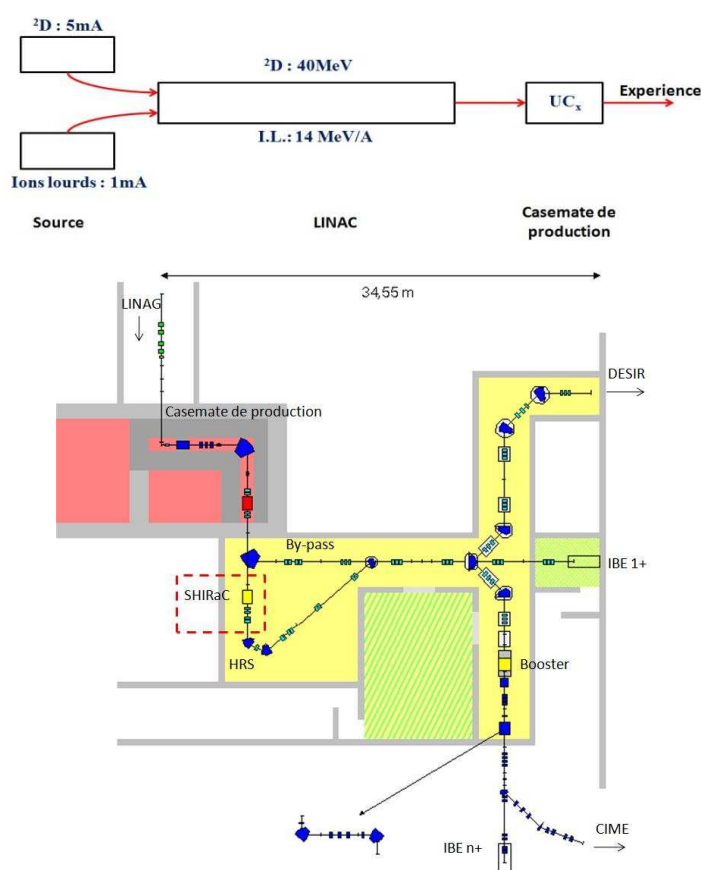 ²D : 5mA
²D : 40MeV
Experience
UCₓ
I.L.: 14 MeV/A
Ions lourds : 1mA
Source
LINAC
Casemate de
production
34,55 m
LINAG
DESIR
Casemate de production
By-pass
IBE 1+
SHIRaC
HRS
Booster
CIME
IBE n+